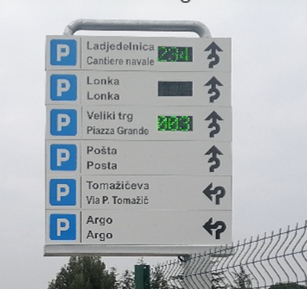 P Ladjedelnica
Cantiere navale
P Lonka
Lonka
P Veliki trg
Piazza Grande
P Pošta
Posta
P Tomažičeva
Via P. Tomažič
P Argo
Argo